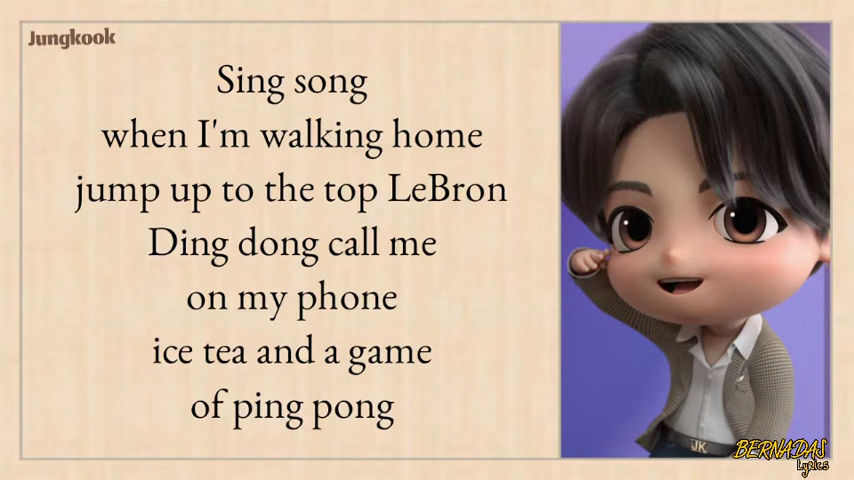 Jungkook
Sing song
when I'm walking home
jump up to the top LeBron
Ding dong call me
on my phone
ice tea and a game
of ping pong
JK
BERNADAS
Lyrics